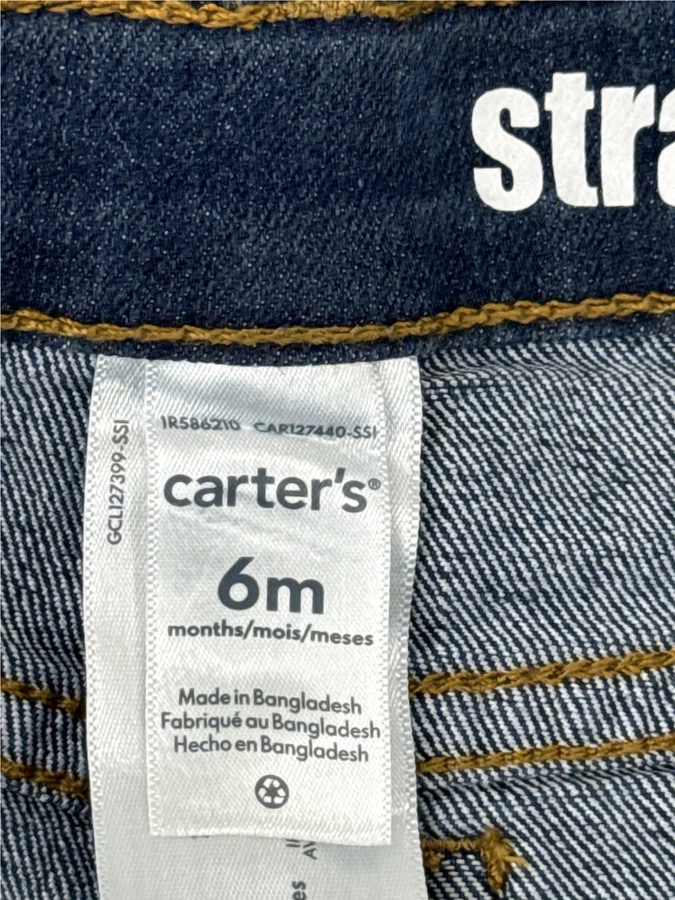 stra
1R586210 CAR127440-SSI
GCL127399-SSI
carter's®
6m
months/mois/meses
Made in Bangladesh
Fabriqué au Bangladesh
Hecho en Bangladesh